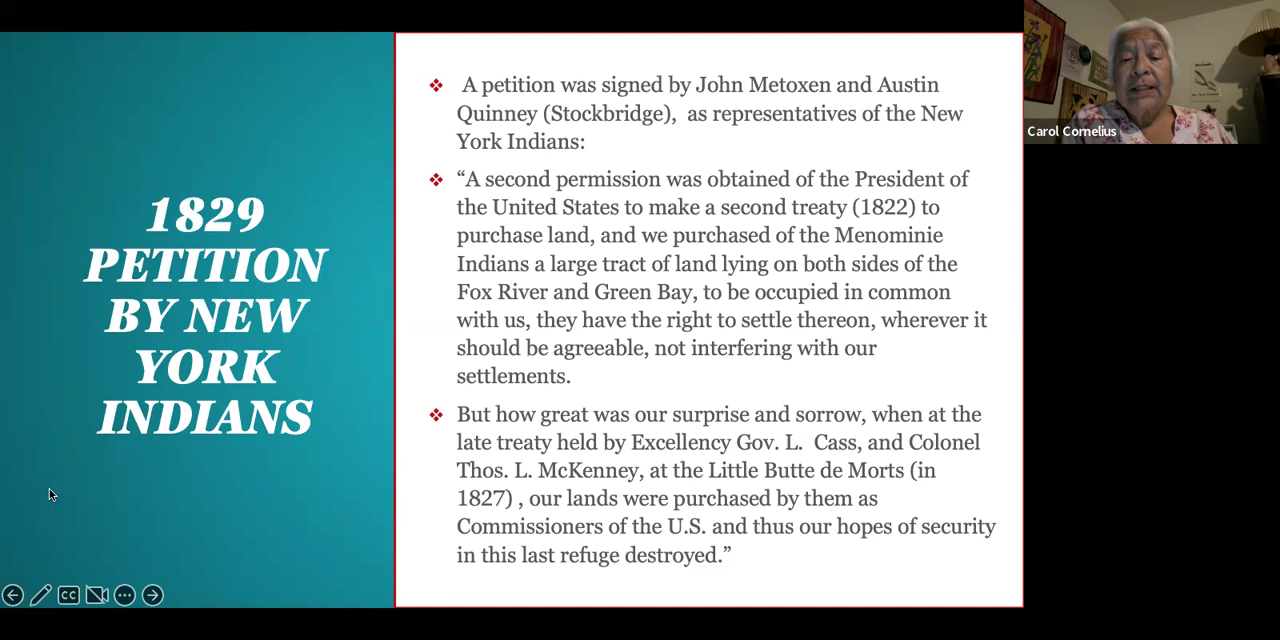 1829
PETITION
BY NEW
YORK
INDIANS
A petition was signed by John Metoxen and Austin
Quinney (Stockbridge), as representatives of the New
York Indians:
“A second permission was obtained of the President of
the United States to make a second treaty (1822) to
purchase land, and we purchased of the Menominie
Indians a large tract of land lying on both sides of the
Fox River and Green Bay, to be occupied in common
with us, they have the right to settle thereon, wherever it
should be agreeable, not interfering with our
settlements.
But how great was our surprise and sorrow, when at the
late treaty held by Excellency Gov. L. Cass, and Colonel
Thos. L. McKenney, at the Little Butte de Morts (in
1827) , our lands were purchased by them as
Commissioners of the U.S. and thus our hopes of security
in this last refuge destroyed.”
Carol Cornelius
CC